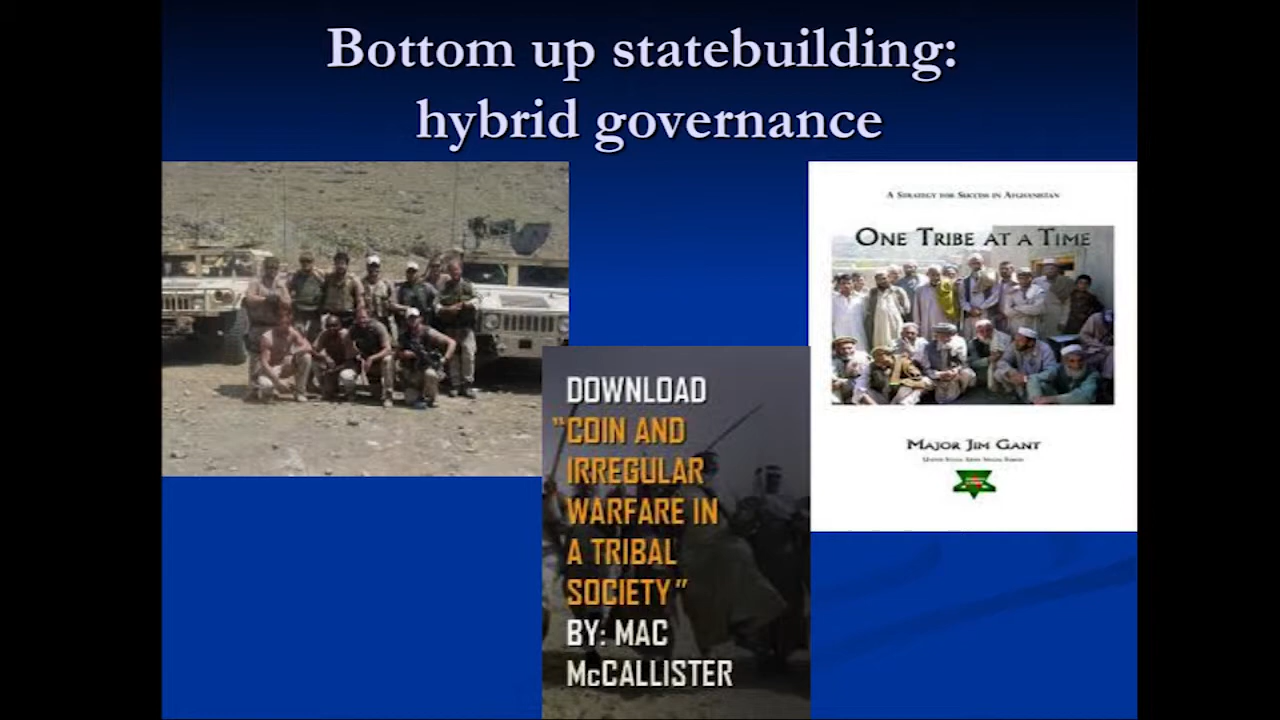 Bottom up statebuilding:
hybrid governance
A STRATEGY FOR SUCCESS IN AFGHANISTAN
ONE TRIBE AT A TIME
MAJOR JIM GANT
DOWNLOAD
"COIN AND
IRREGULAR
WARFARE IN
A TRIBAL
SOCIETY"
BY: MAC
McCALLISTER